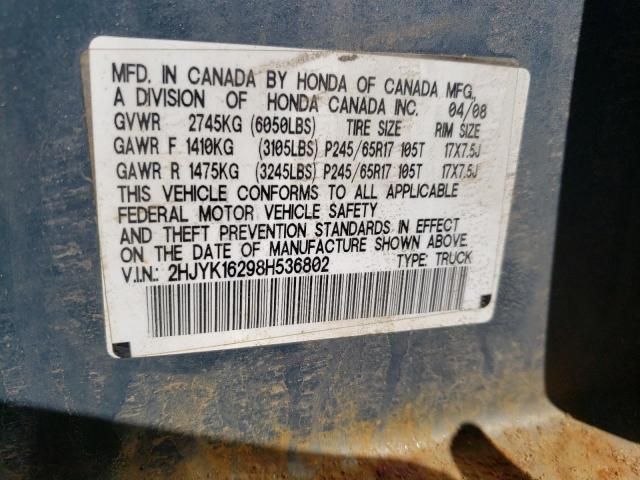 MFD. IN CANADA BY HONDA OF CANADA MFG.,
A DIVISION OF HONDA CANADA INC. 04/08
GVWR 2745KG (6050LBS) TIRE SIZE RIM SIZE
GAWR F 1410KG (3105LBS) P245/65R17 105T 17X7.5J
GAWR R 1475KG (3245LBS) P245/65R17 105T 17X7.5J
THIS VEHICLE CONFORMS TO ALL APPLICABLE
FEDERAL MOTOR VEHICLE SAFETY
AND THEFT PREVENTION STANDARDS IN EFFECT
ON THE DATE OF MANUFACTURE SHOWN ABOVE.
V.I.N.: 2HJYK16298H536802 TYPE: TRUCK